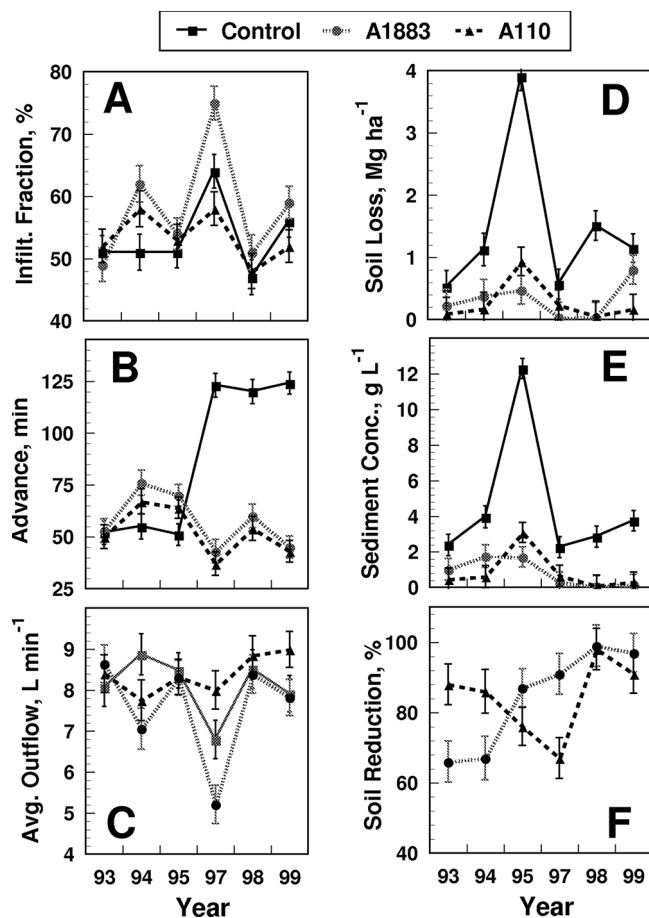 Control A1883 A110
A
80
70
60
50
40
Infilt. Fraction, %
B
125
100
75
50
25
Advance, min
C
9
8
7
6
5
4
Avg. Outflow, L min⁻¹
93 94 95 97 98 99
Year
D
4
3
2
1
0
Soil Loss, Mg ha⁻¹
E
12
10
8
6
4
2
0
Sediment Conc., g L⁻¹
F
100
80
60
40
Soil Reduction, %
93 94 95 97 98 99
Year